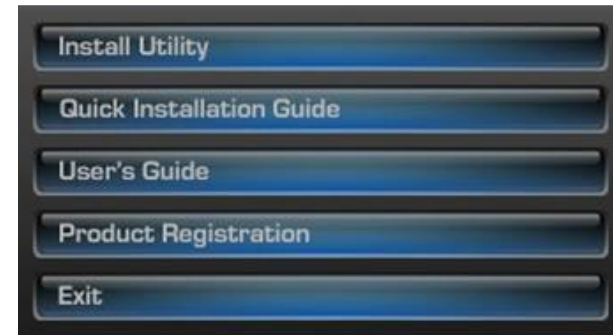 Install Utility
Quick Installation Guide
User's Guide
Product Registration
Exit